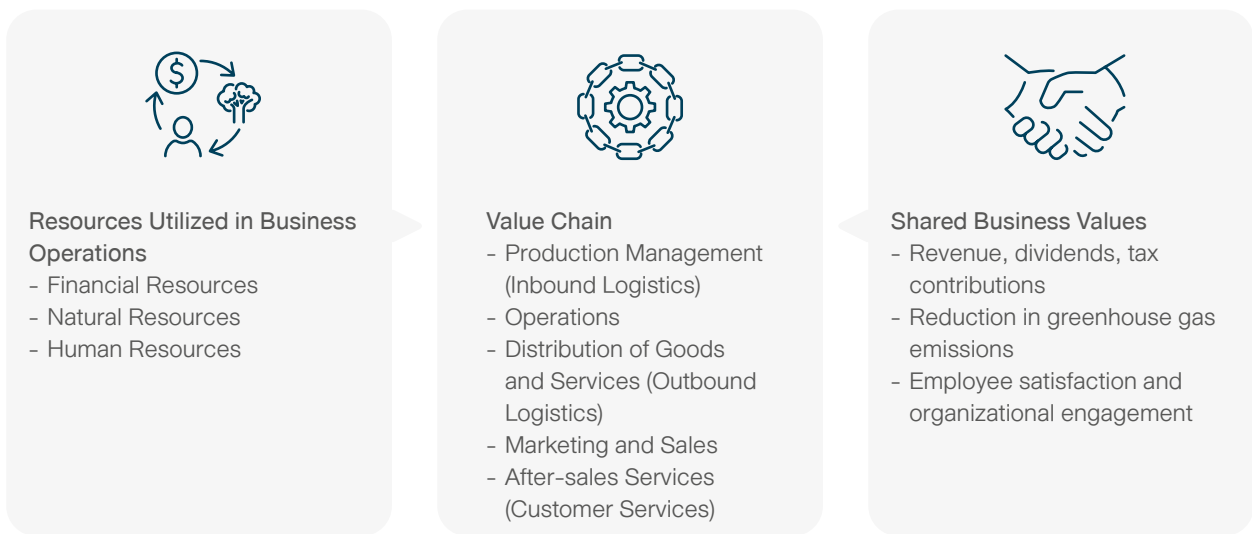 Resources Utilized in Business
Operations
- Financial Resources
- Natural Resources
- Human Resources
Value Chain
- Production Management
(Inbound Logistics)
- Operations
- Distribution of Goods
and Services (Outbound
Logistics)
- Marketing and Sales
- After-sales Services
(Customer Services)
Shared Business Values
- Revenue, dividends, tax
contributions
- Reduction in greenhouse gas
emissions
- Employee satisfaction and
organizational engagement